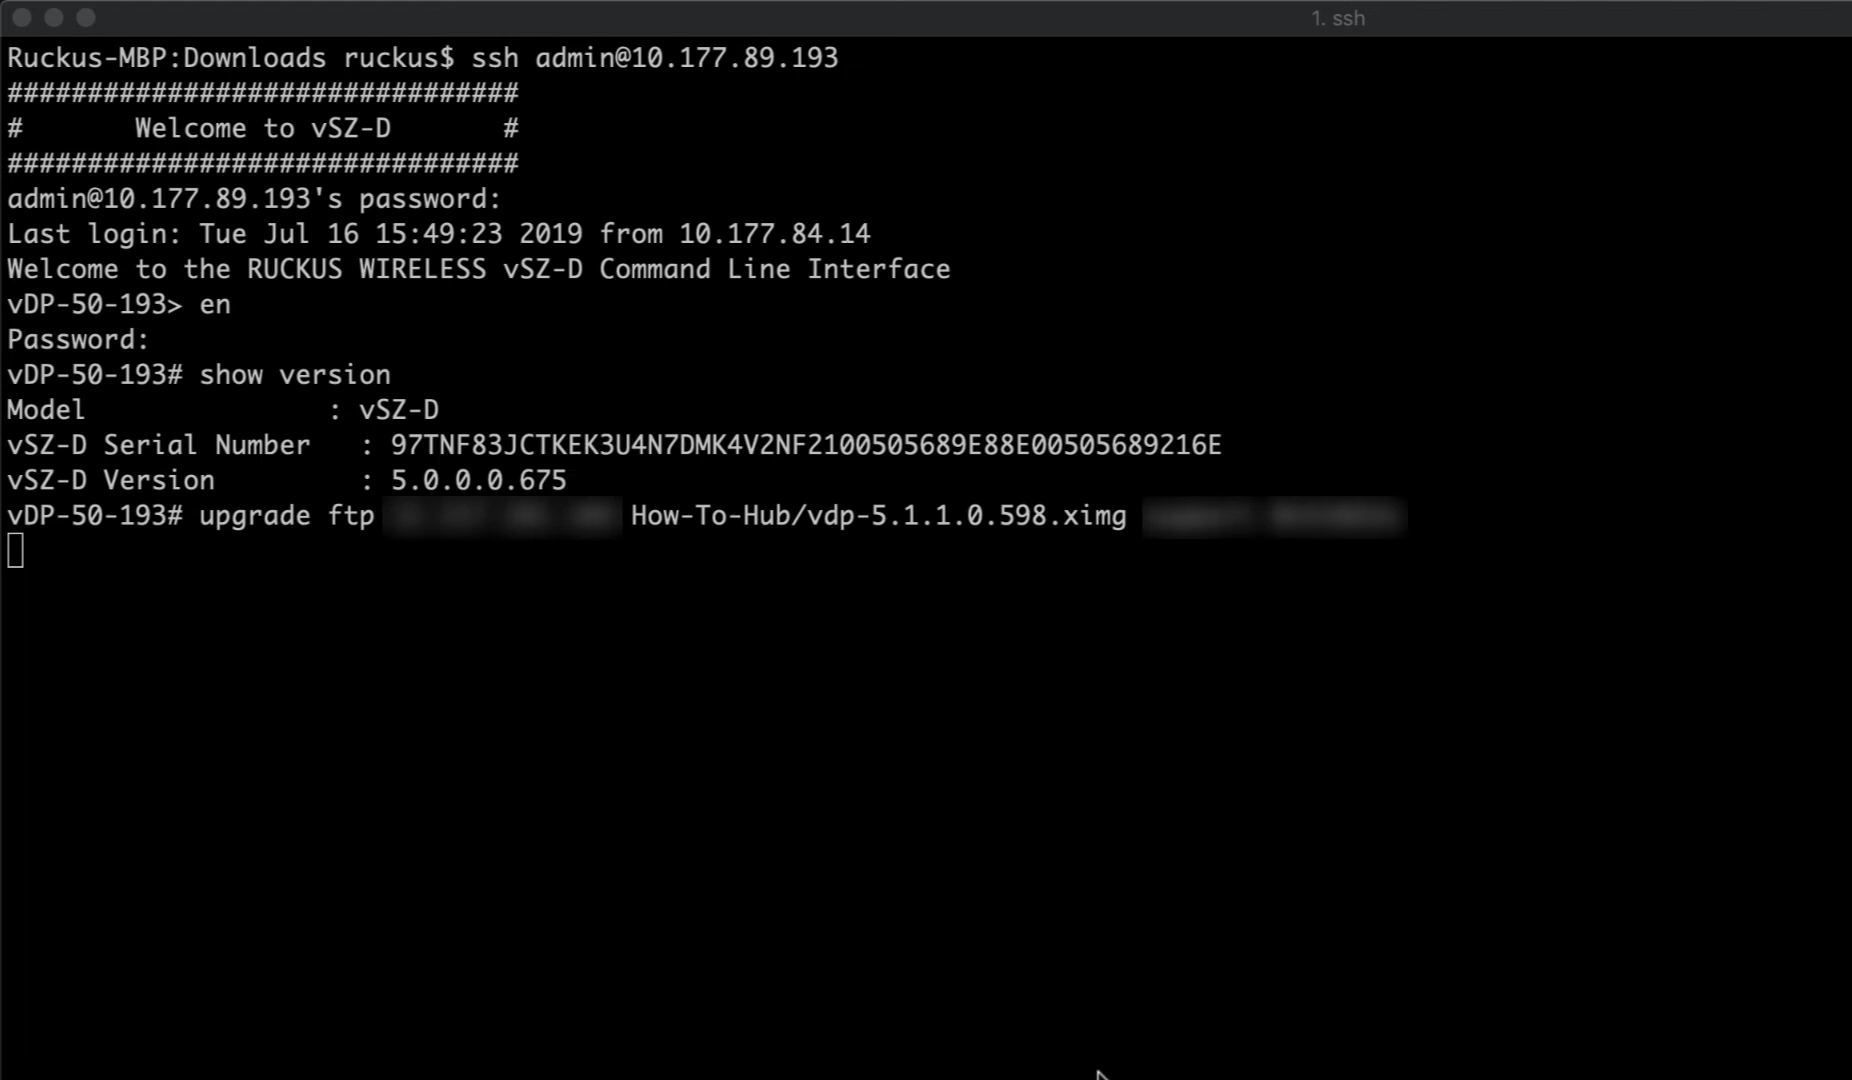 1. ssh
Ruckus-MBP:Downloads ruckus$ ssh admin@10.177.89.193
################################
#       Welcome to vSZ-D       #
################################
admin@10.177.89.193's password:
Last login: Tue Jul 16 15:49:23 2019 from 10.177.84.14
Welcome to the RUCKUS WIRELESS vSZ-D Command Line Interface
vDP-50-193> en
Password:
vDP-50-193# show version
Model               : vSZ-D
vSZ-D Serial Number   : 97TNF83JCTKEK3U4N7DMK4V2NF2100505689E88E00505689216E
vSZ-D Version         : 5.0.0.0.675
vDP-50-193# upgrade ftp How-To-Hub/vdp-5.1.1.0.598.ximg